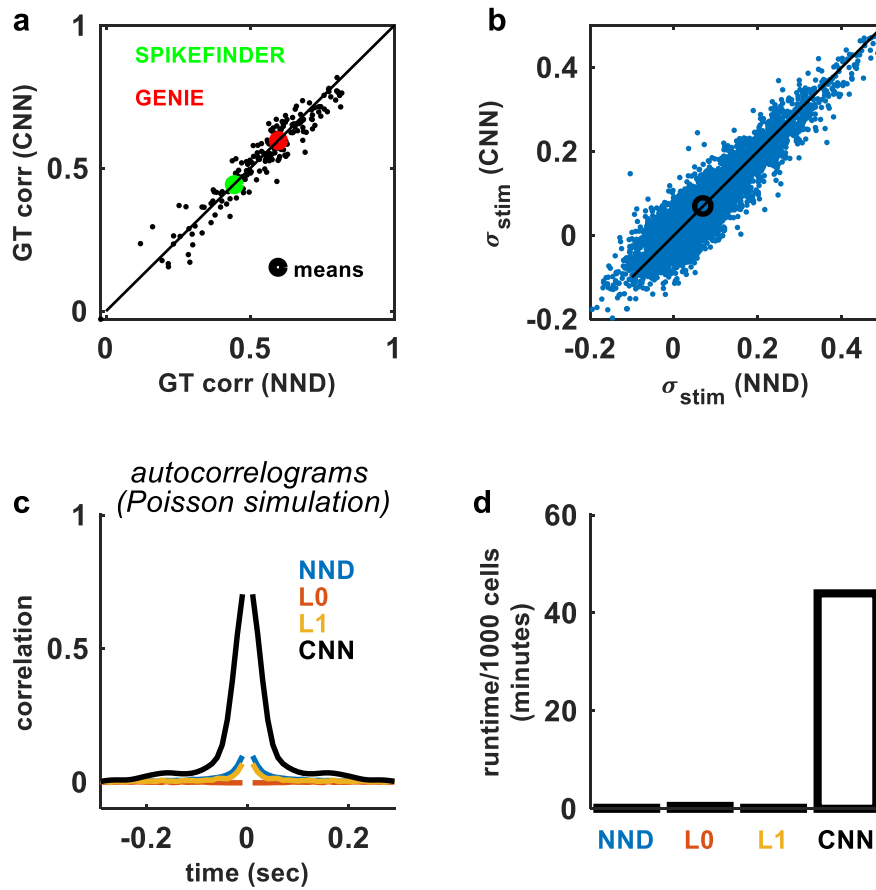 a
SPIKEFINDER
GENIE
means
1
0.5
0
0
0.5
1
GT corr (CNN)
GT corr (NND)
b
0.4
0.2
0
-0.2
-0.2
0
0.2
0.4
σstim (CNN)
σstim (NND)
c
autocorrelograms
(Poisson simulation)
1
0.5
0
NND
L0
L1
CNN
-0.2
0
0.2
correlation
time (sec)
d
60
40
20
0
runtime/1000 cells
(minutes)
NND
L0
L1
CNN